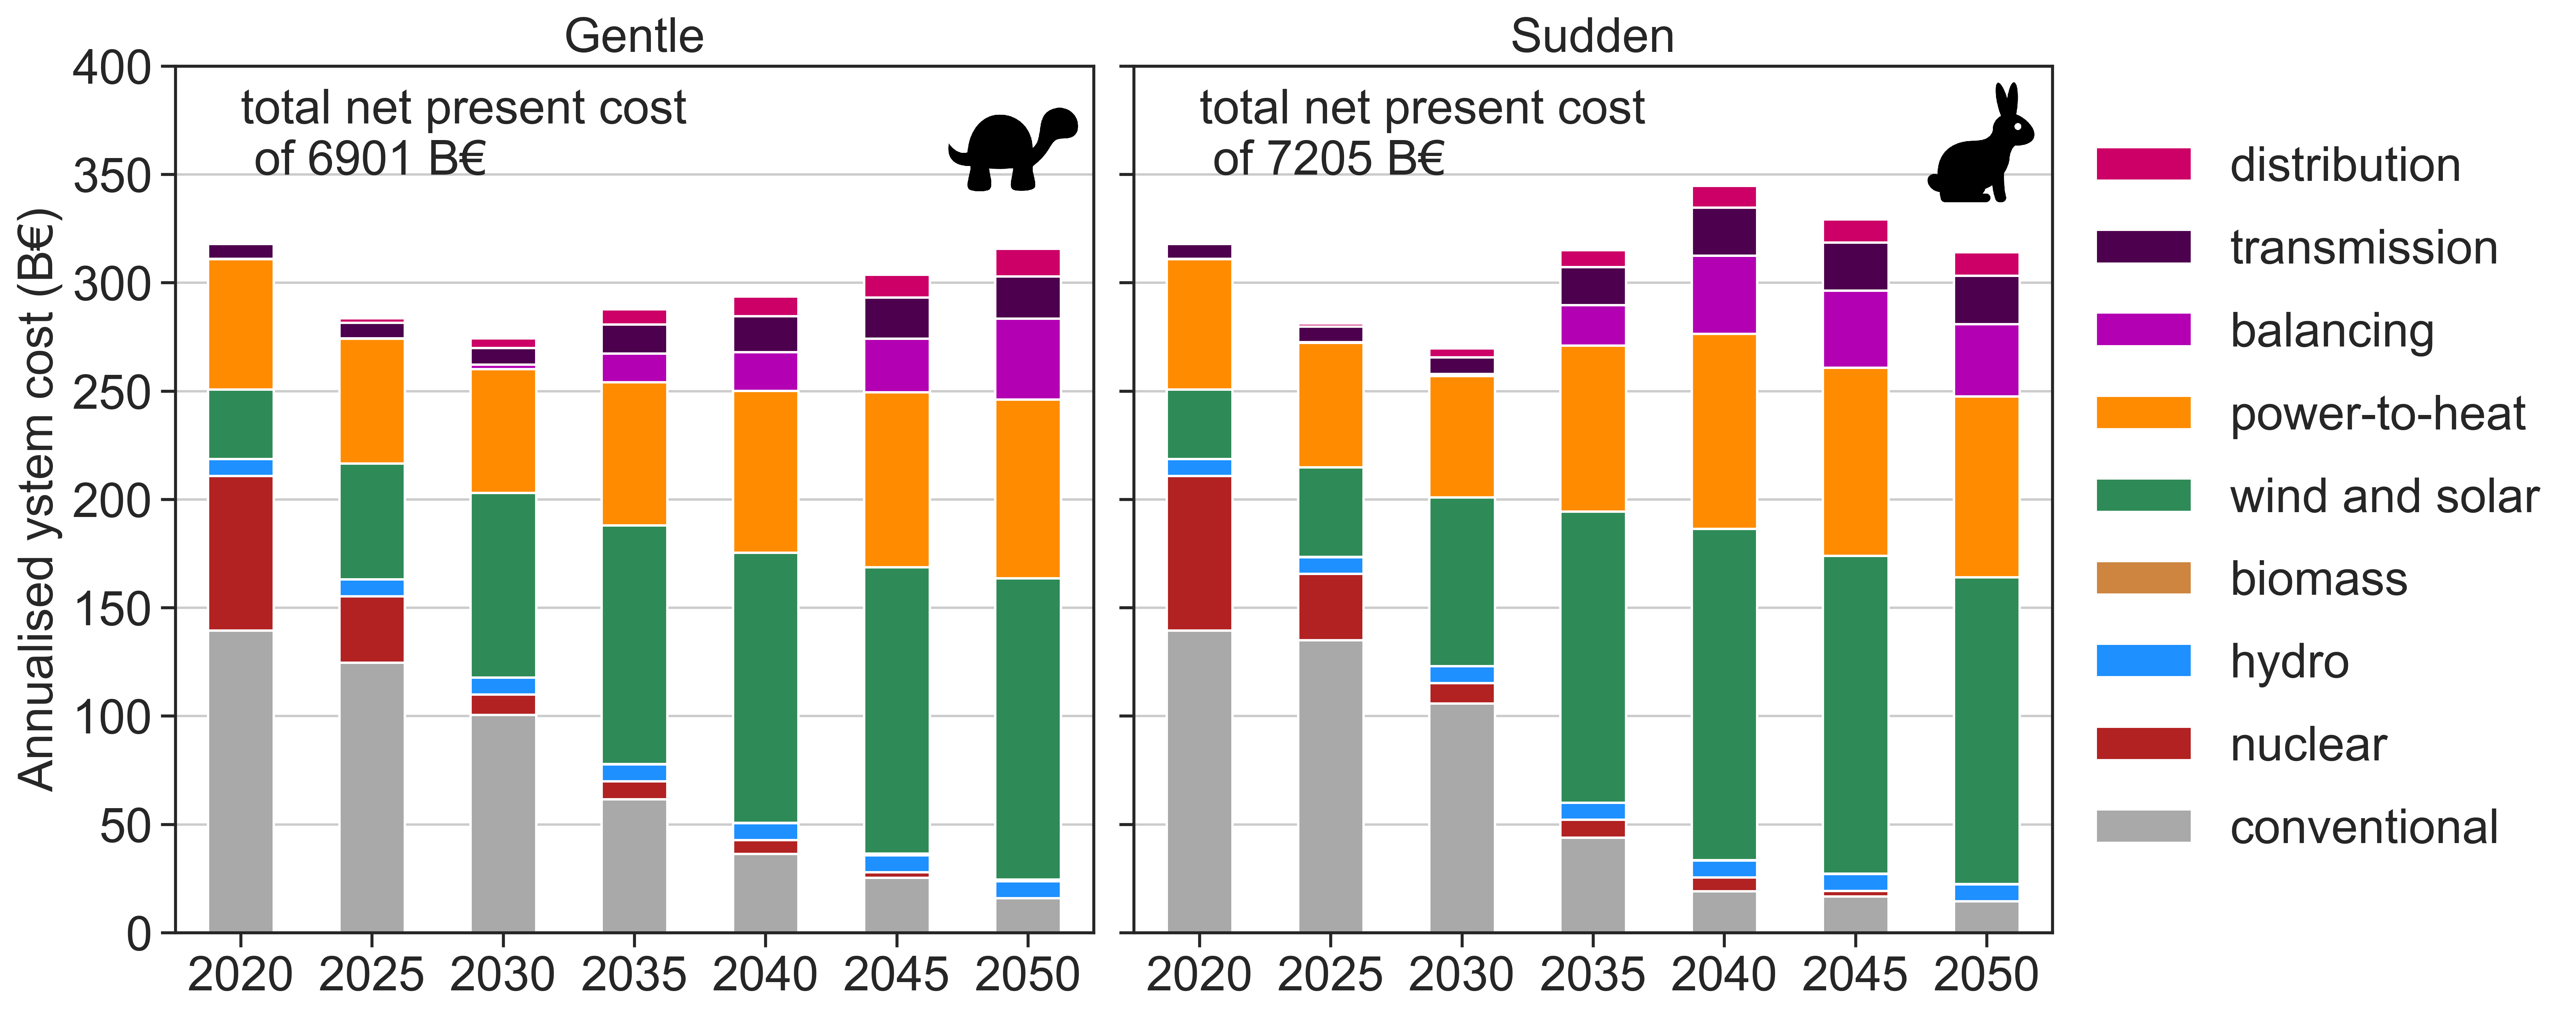 Gentle
Sudden
total net present cost
of 6901 B€
total net present cost
of 7205 B€
Annualised ystem cost (B€)
400
350
300
250
200
150
100
50
0
2020 2025 2030 2035 2040 2045 2050
2020 2025 2030 2035 2040 2045 2050
distribution
transmission
balancing
power-to-heat
wind and solar
biomass
hydro
nuclear
conventional